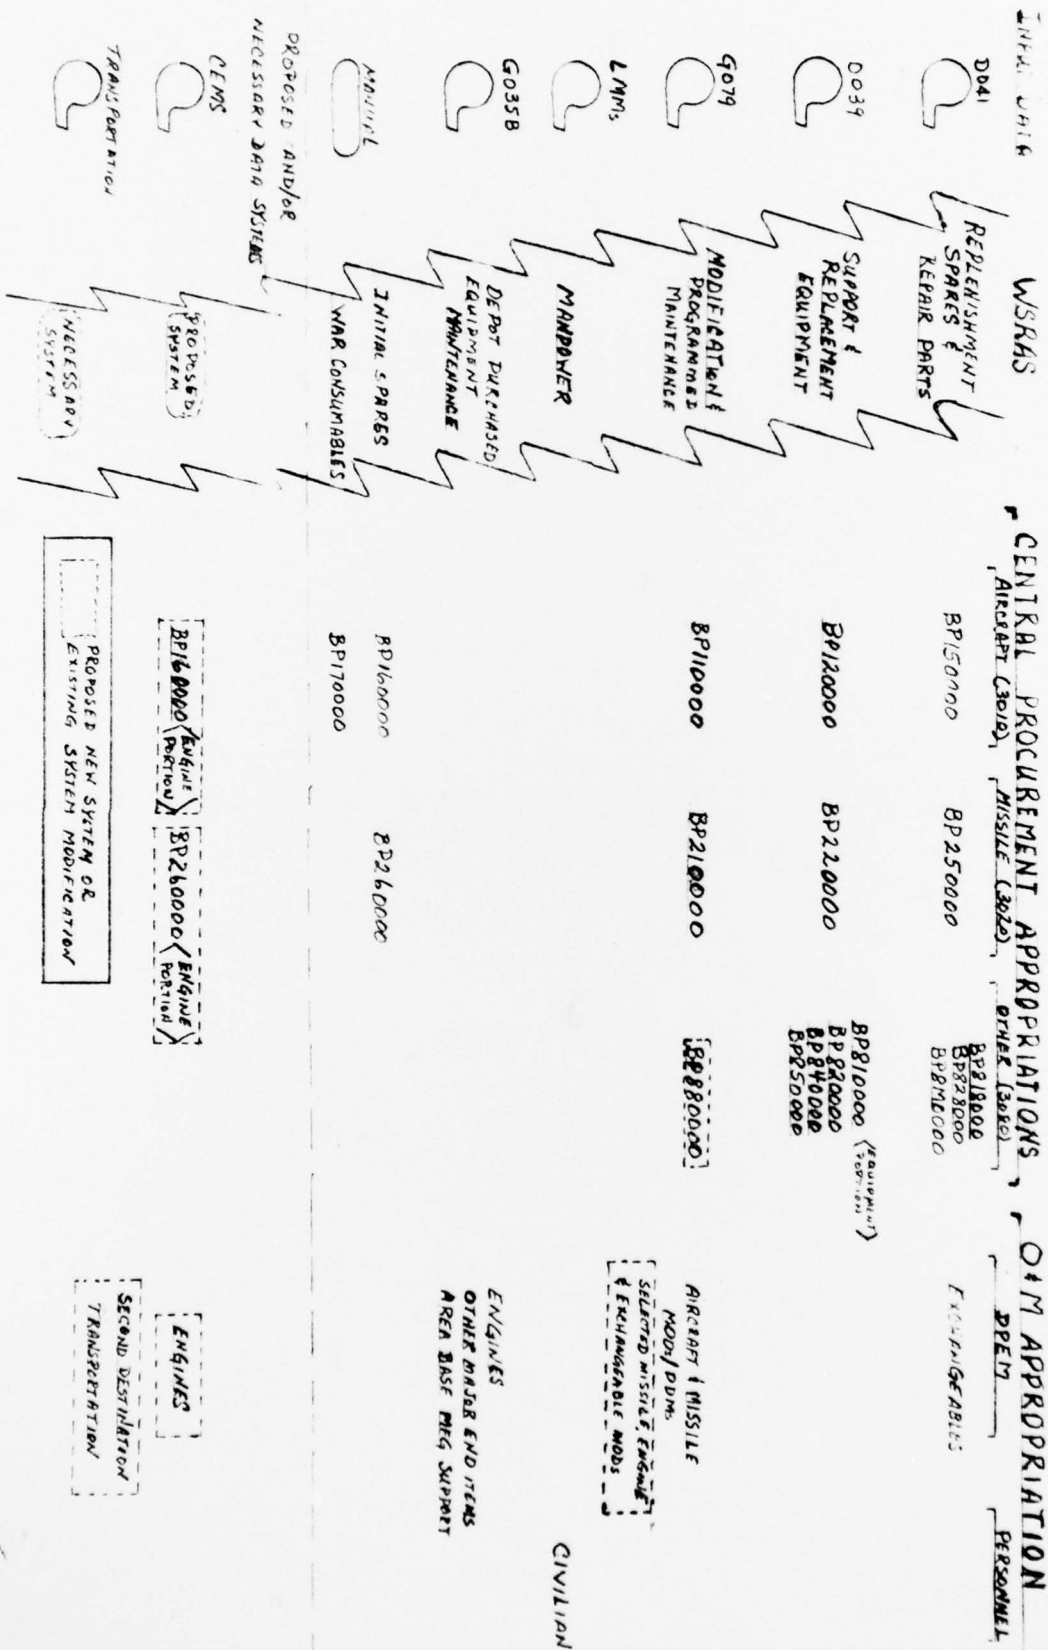 INPUT DATA
WSRAS
CENTRAL PROCUREMENT APPROPRIATIONS
O&M APPROPRIATION
AIRCRAFT (3010)
MISSILE (3020)
OTHER (3080)
DPEM
PERSONNEL
D041
REPLENISHMENT
SPARES &
REPAIR PARTS
BP150000
BP250000
BP818000
BP828000
BP8MD000
EXCHANGEABLES
D039
SUPPORT &
REPLACEMENT
EQUIPMENT
BP120000
BP220000
BP810000 (EQUIPMENT PORTION)
BP820000
BP840000
BP850000
G079
MODIFICATION &
PROGRAMMED
MAINTENANCE
BP110000
BP210000
BP880000
AIRCRAFT & MISSILE
MODs/PDMs
SELECTED MISSILE, ENGINE
& EXCHANGEABLE MODs
LMMs
MANPOWER
CIVILIAN
G035B
DEPOT PURCHASED
EQUIPMENT
MAINTENANCE
ENGINES
OTHER MAJOR END ITEMS
AREA BASE MFG SUPPORT
MANUAL
INITIAL SPARES
WAR CONSUMABLES
BP160000
BP170000
BP260000
PROPOSED AND/OR
NECESSARY DATA SYSTEMS
CEMS
PROPOSED
SYSTEM
BP160000 (ENGINE PORTION)
BP260000 (ENGINE PORTION)
ENGINES
TRANSPORTATION
NECESSARY
SYSTEM
SECOND DESTINATION
TRANSPORTATION
PROPOSED NEW SYSTEM OR
EXISTING SYSTEM MODIFICATION